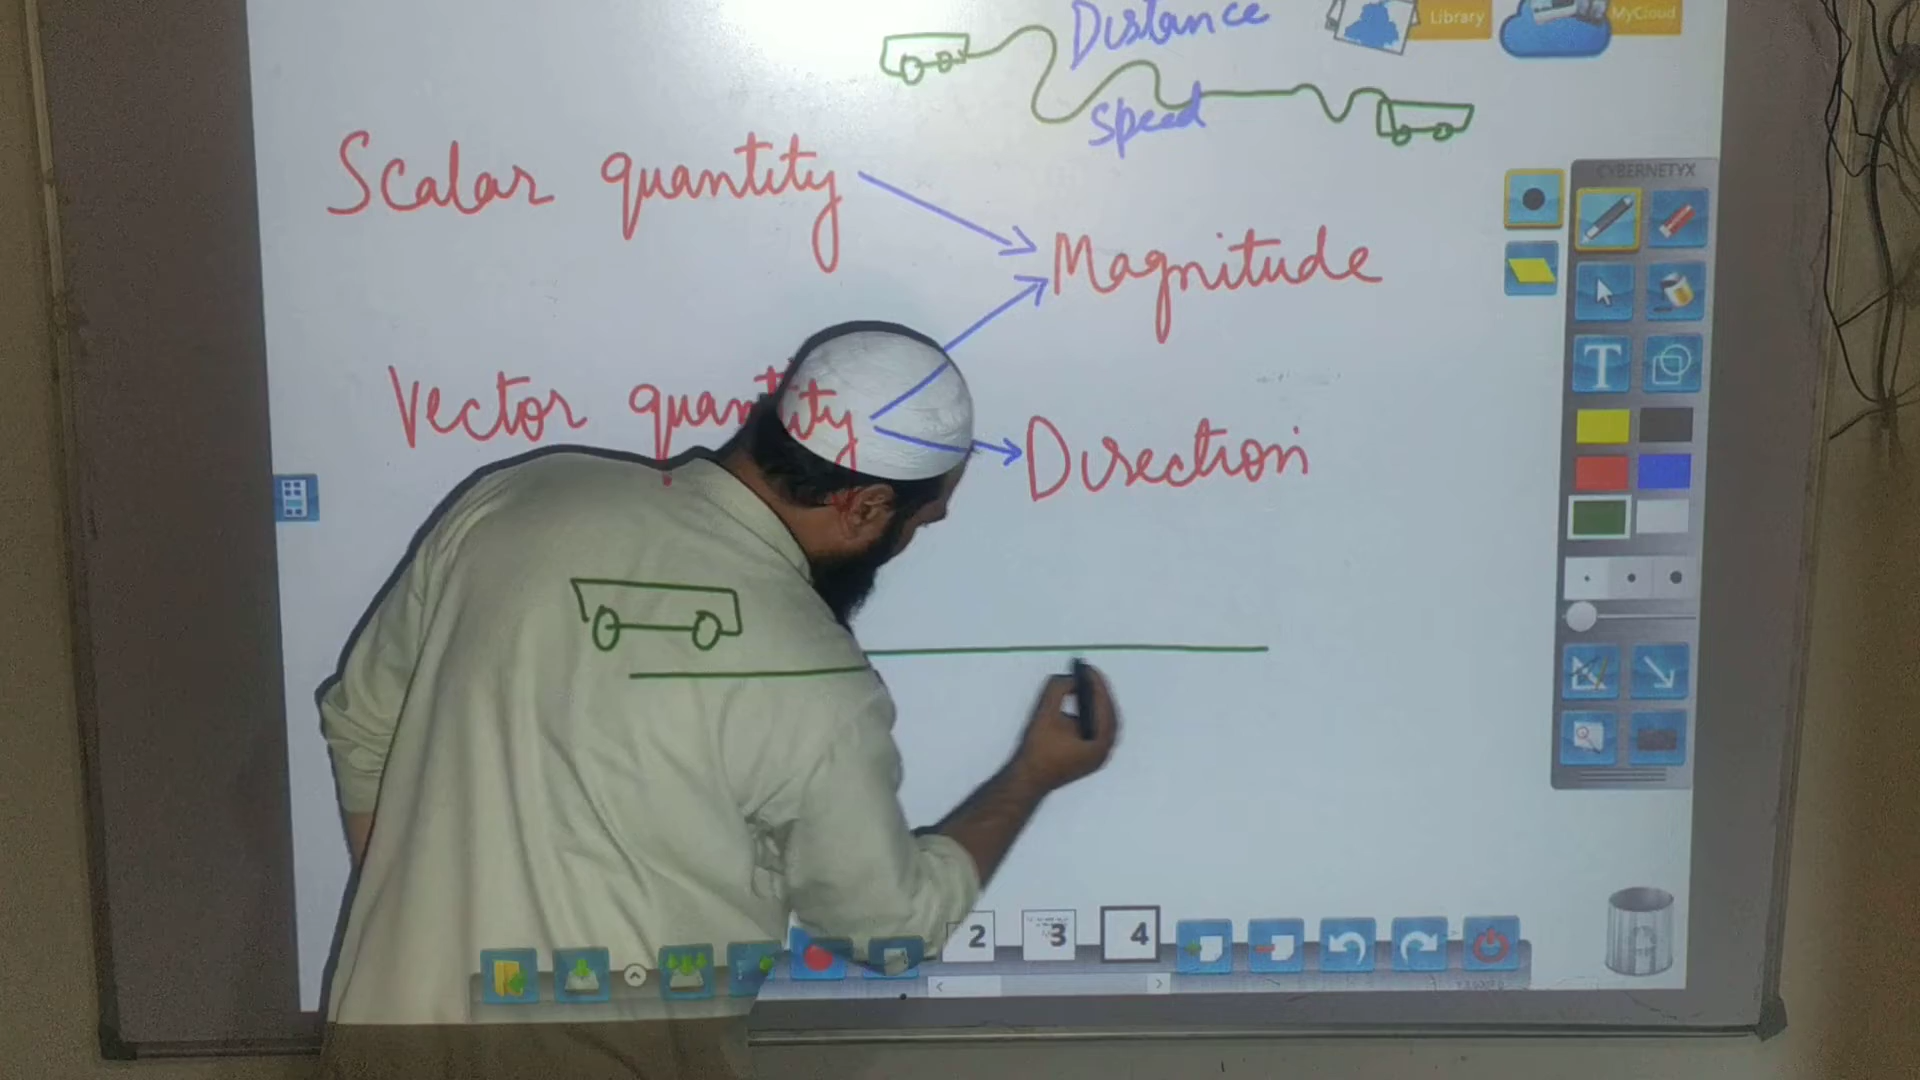 Distance
Library
MyCloud
Speed
Scalar quantity
Magnitude
CYBERNETYX
Vector quantity
Direction
T
2
3
4